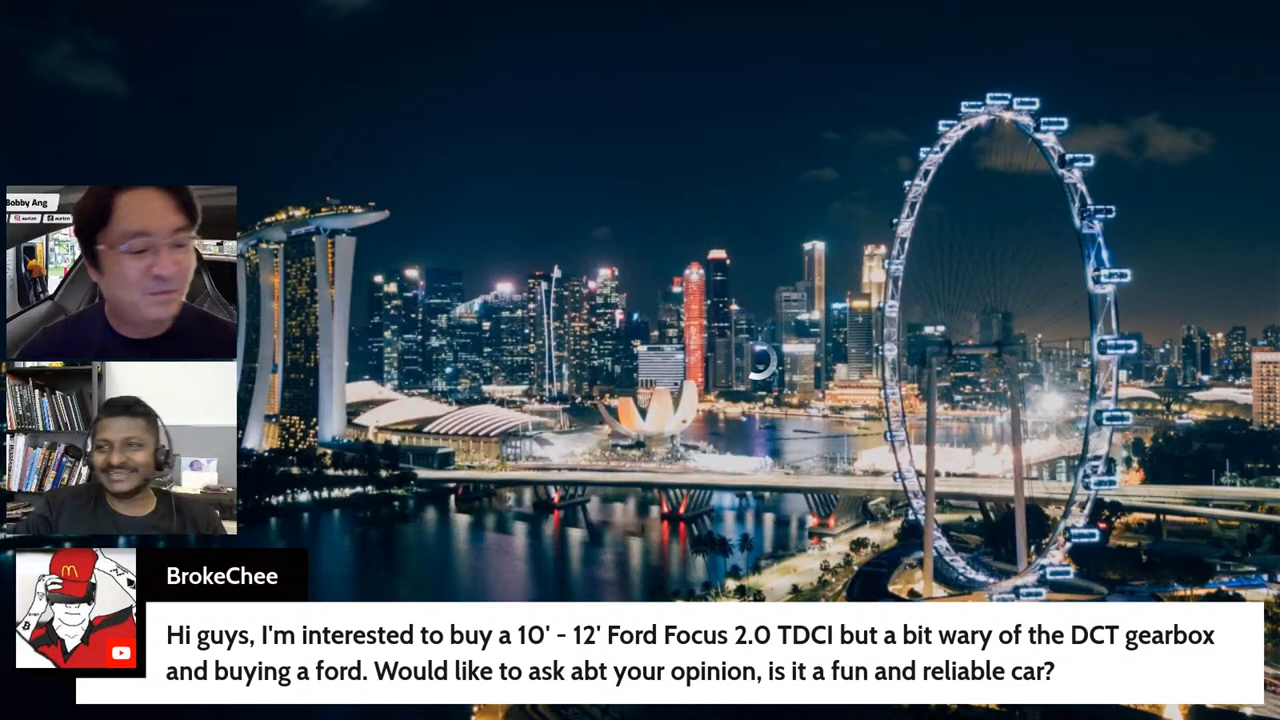 Bobby Ang
BrokeChee
Hi guys, I'm interested to buy a 10' - 12' Ford Focus 2.0 TDCI but a bit wary of the DCT gearbox
and buying a ford. Would like to ask abt your opinion, is it a fun and reliable car?